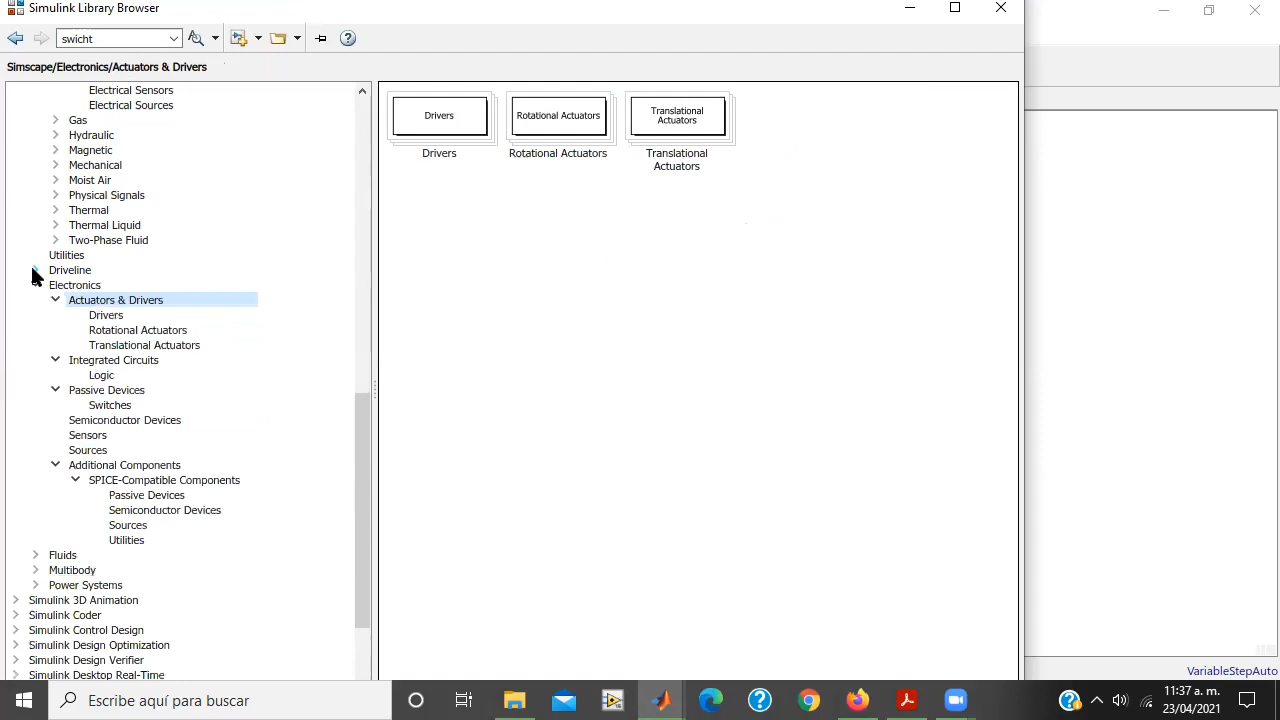 Simulink Library Browser
swicht
Simscape/Electronics/Actuators & Drivers
Electrical Sensors
Electrical Sources
Gas
Hydraulic
Magnetic
Mechanical
Moist Air
Physical Signals
Thermal
Thermal Liquid
Two-Phase Fluid
Utilities
Driveline
Electronics
Actuators & Drivers
Drivers
Rotational Actuators
Translational Actuators
Integrated Circuits
Logic
Passive Devices
Switches
Semiconductor Devices
Sensors
Sources
Additional Components
SPICE-Compatible Components
Passive Devices
Semiconductor Devices
Sources
Utilities
Fluids
Multibody
Power Systems
Simulink 3D Animation
Simulink Coder
Simulink Control Design
Simulink Design Optimization
Simulink Design Verifier
Simulink Desktop Real-Time
Drivers
Rotational Actuators
Translational
Actuators
Drivers
Rotational Actuators
Translational
Actuators
VariableStepAuto
Escribe aquí para buscar
11:37 a. m.
23/04/2021